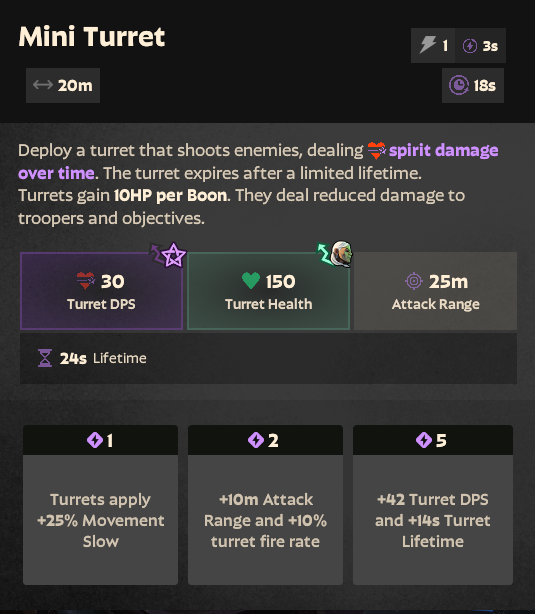 Mini Turret
1 3s
20m 18s
Deploy a turret that shoots enemies, dealing spirit damage
over time. The turret expires after a limited lifetime.
Turrets gain 10HP per Boon. They deal reduced damage to
troopers and objectives.
30
Turret DPS
150
Turret Health
25m
Attack Range
24s Lifetime
1
Turrets apply
+25% Movement
Slow
2
+10m Attack
Range and +10%
turret fire rate
5
+42 Turret DPS
and +14s Turret
Lifetime